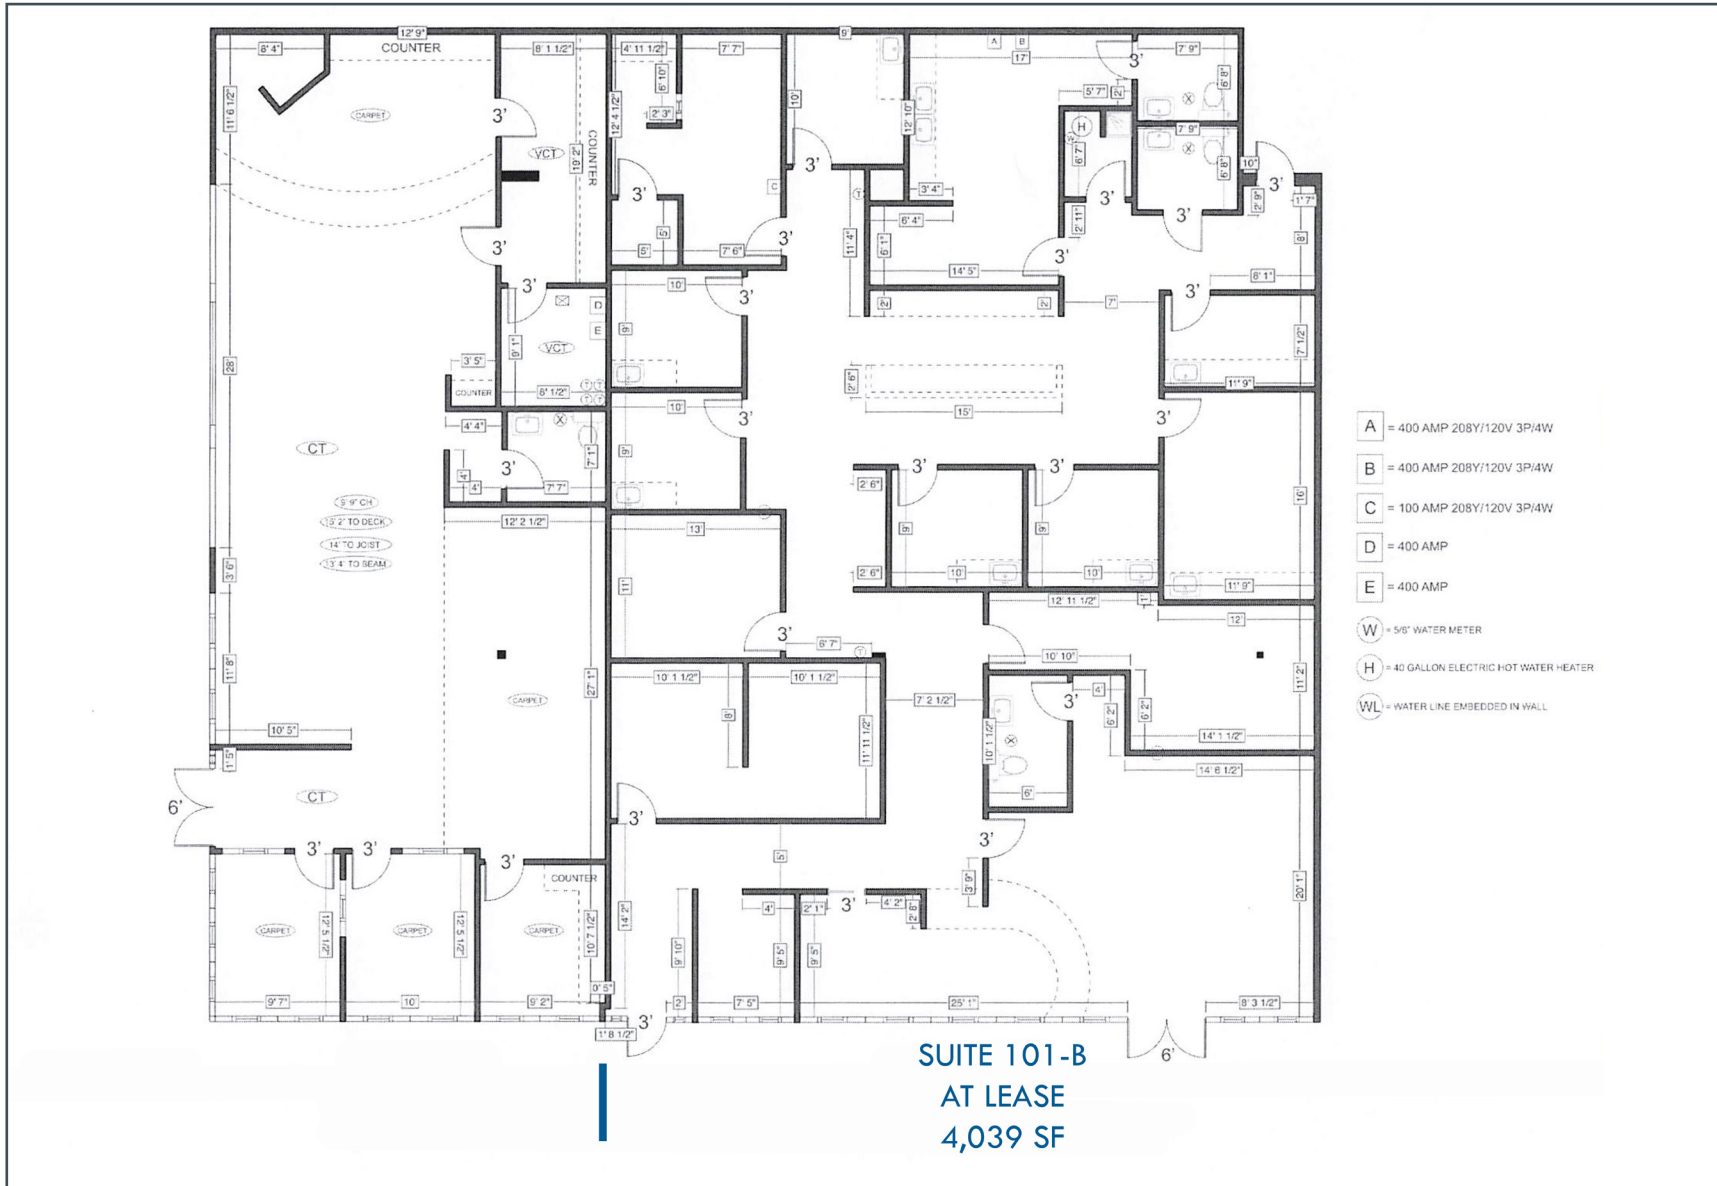 12' 9"
9'
8' 4"
COUNTER
8' 1 1/2"
4' 11 1/2"
7' 7"
A
B
17'
7' 9"
3'
11' 6 1/2"
6' 10"
10'
6' 8"
5' 7"
2'
CARPET
3'
2' 3"
12' 4 1/2"
12' 10"
H
7' 9"
VCT
COUNTER
19' 2"
3'
6' 7"
6' 8"
10"
3'
C
T
3' 4"
3'
3'
2' 9"
1' 7"
3'
5'
3'
6' 4"
2' 11"
3'
5'
7' 6"
11' 4"
6' 1"
14' 5"
3'
8'
8' 1"
3'
10'
3'
2'
2'
7'
3'
D
E
9'
28'
9' 1"
VCT
7' 1/2"
3' 5"
COUNTER
8' 1/2"
T
T
T
T
2' 6"
15'
11' 9"
10'
3'
3'
4' 4"
CT
7' 1"
9'
3'
4'
4'
7' 7"
2' 6"
3'
3'
16'
9' 9" CH
15' 2" TO DECK
14' TO JOIST
13' 4" TO BEAM
12' 2 1/2"
13'
9'
9'
3' 6"
11'
2' 6"
10'
10'
11' 9"
12' 11 1/2"
1'
12'
3'
6' 7"
T
10' 10"
11' 8"
27' 1"
10' 1 1/2"
10' 1 1/2"
4'
11' 2"
CARPET
7' 2 1/2"
3'
6' 2"
6' 2"
8'
10' 5"
11' 11 1/2"
10' 1 1/2"
14' 1 1/2"
1' 5"
14' 6 1/2"
CT
6'
6'
3'
3'
3'
3'
3'
5'
3' 9"
20' 1"
COUNTER
14' 2"
4'
2' 1"
3'
4' 2"
2' 8"
CARPET
12' 5 1/2"
CARPET
12' 5 1/2"
CARPET
10' 7 1/2"
9' 10"
9' 5"
9' 5"
0' 5"
9' 7"
10
9' 2"
2'
7' 5"
25' 1"
8' 3 1/2"
3'
1' 8 1/2"
6'
A = 400 AMP 208Y/120V 3P/4W
B = 400 AMP 208Y/120V 3P/4W
C = 100 AMP 208Y/120V 3P/4W
D = 400 AMP
E = 400 AMP
W = 5/8" WATER METER
H = 40 GALLON ELECTRIC HOT WATER HEATER
WL = WATER LINE EMBEDDED IN WALL
SUITE 101-B
AT LEASE
4,039 SF